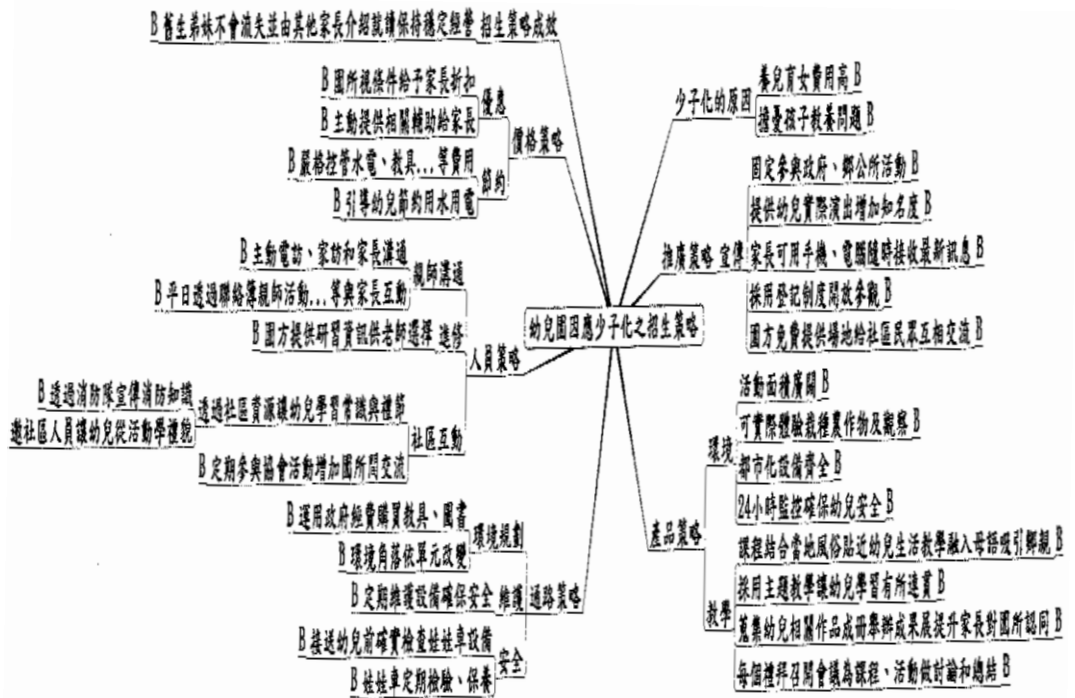 幼兒園因應少子化之招生策略
B 舊生弟妹不會流失並由其他家長介紹就讀保持穩定經營 招生策略成效
價格策略
優惠
B 園所視條件給予家長折扣
B 主動提供相關輔助給家長
節約
B 嚴格控管水電、教具...等費用
B 引導幼兒節約用水用電
人員策略
親師溝通
B 主動電訪、家訪和家長溝通
B 平日透過聯絡簿親師活動...等與家長互動
B 園方提供研習資訊供老師選擇 進修
社區互動
透過社區資源讓幼兒學習常識與禮節
B 透過消防隊宣傳消防知識
邀社區人員讓幼兒從活動學禮貌
B 定期參與協會活動增加園所間交流
通路策略
環境規劃
B 運用政府經費購買教具、圖書
B 環境角落依單元改變
B 定期維護設備確保安全 維護
安全
B 接送幼兒前確實檢查娃娃車設備
B 娃娃車定期檢驗、保養
少子化的原因
養兒育女費用高 B
擔憂孩子教養問題 B
推廣策略 宣傳
固定參與政府、鄉公所活動 B
提供幼兒實際演出增加知名度 B
家長可用手機、電腦隨時接收最新訊息 B
採用登記制度開放參觀 B
園方免費提供場地給社區民眾互相交流 B
產品策略
環境
活動面積廣闊 B
可實際體驗栽種農作物及觀察 B
都市化設備齊全 B
24小時監控確保幼兒安全 B
教學
課程結合當地風俗貼近幼兒生活教學融入母語吸引鄉親 B
採用主題教學讓幼兒學習有所連貫 B
蒐集幼兒相關作品成冊舉辦成果展提升家長對園所認同 B
每個禮拜召開會議為課程、活動做討論和總結 B